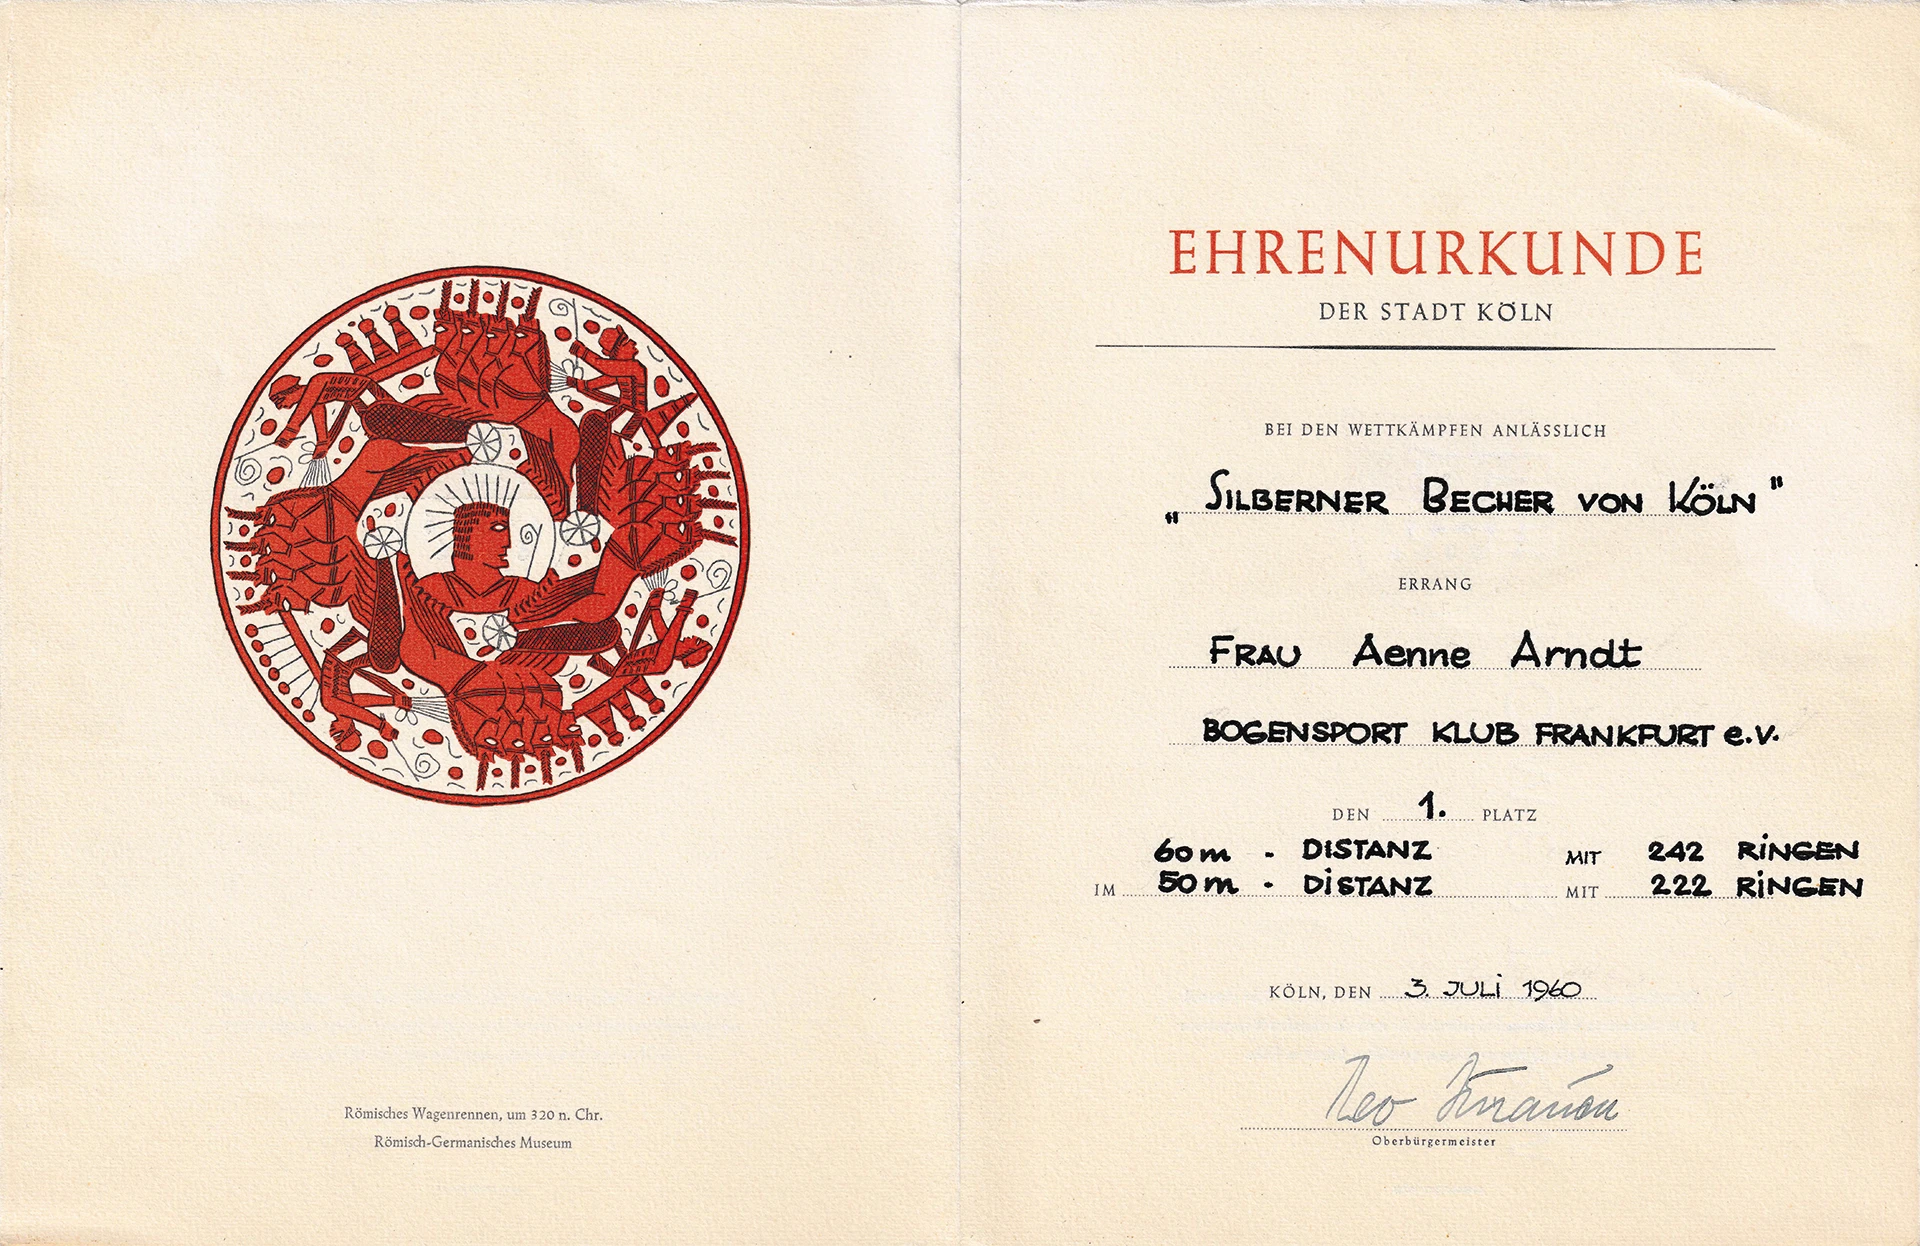 Römisches Wagenrennen, um 320 n. Chr.
Römisch-Germanisches Museum
EHRENURKUNDE
DER STADT KÖLN
BEI DEN WETTKÄMPFEN ANLÄSSLICH
„SILBERNER BECHER VON KÖLN"
ERRANG
FRAU Aenne Arndt
BOGENSPORT KLUB FRANKFURT e.V.
DEN 1. PLATZ
60 m - DISTANZ MIT 242 RINGEN
IM 50 m - DISTANZ MIT 222 RINGEN
KÖLN, DEN 3. JULI 1960
Oberbürgermeister